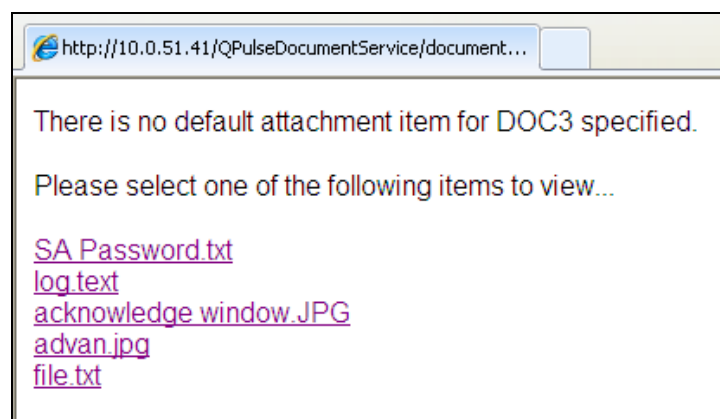 http://10.0.51.41/QPulseDocumentService/document...
There is no default attachment item for DOC3 specified.
Please select one of the following items to view...
SA Password.txt
log.text
acknowledge window.JPG
advan.jpg
file.txt